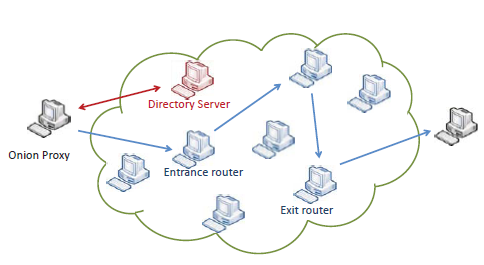 Directory Server
Onion Proxy
Entrance router
Exit router